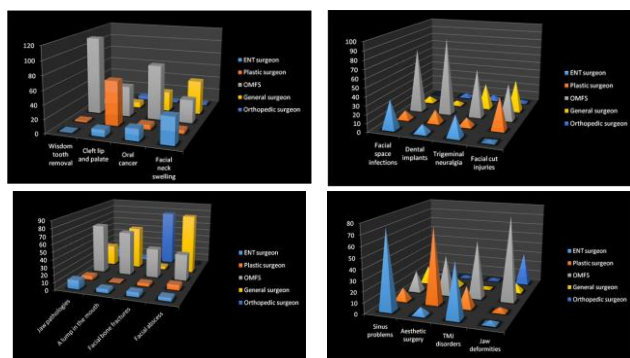 120
100
80
60
40
20
0
Wisdom
tooth
removal
Cleft lip
and palate
Oral
cancer
Facial
neck
swelling
ENT surgeon
Plastic surgeon
OMFS
General surgeon
Orthopedic surgeon
100
90
80
70
60
50
40
30
20
10
0
Facial
space
infections
Dental
implants
Trigeminal
neuralgia
Facial cut
injuries
ENT surgeon
Plastic surgeon
OMFS
General surgeon
Orthopedic surgeon
90
80
70
60
50
40
30
20
10
0
Jaw pathologies
A lump in the mouth
Facial bone fractures
Facial abscess
ENT surgeon
Plastic surgeon
OMFS
General surgeon
Orthopedic surgeon
80
70
60
50
40
30
20
10
0
Sinus
problems
Aesthetic
surgery
TMJ
disorders
Jaw
deformities
ENT surgeon
Plastic surgeon
OMFS
General surgeon
Orthopedic surgeon